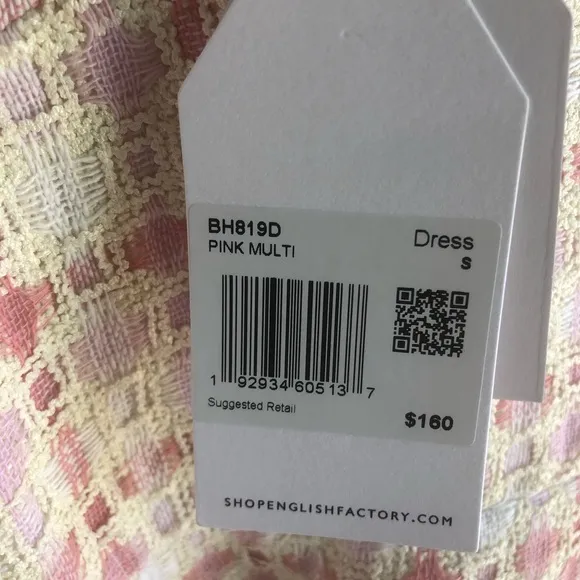 BH819D
PINK MULTI
Dress
S
1 92934 60513 7
Suggested Retail
$160
SHOPENGLISHFACTORY.COM